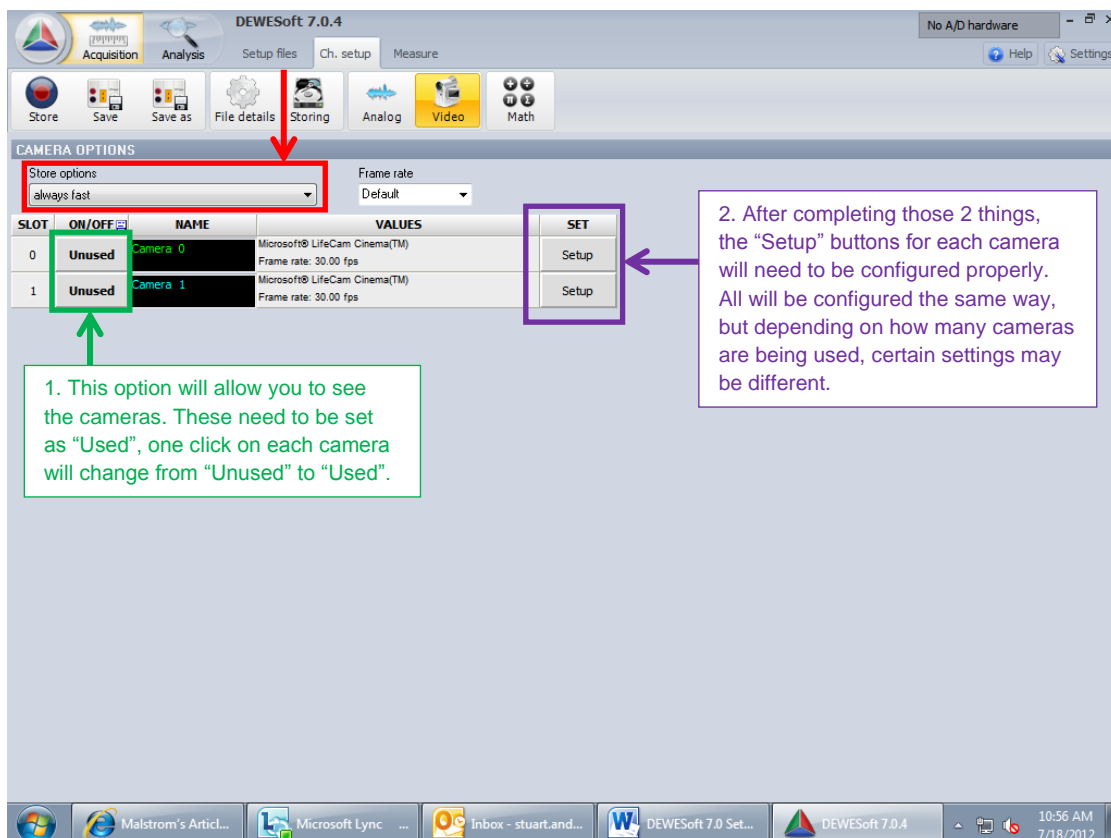 DEWESoft 7.0.4
No A/D hardware
Acquisition
Analysis
Setup files
Ch. setup
Measure
Help
Settings
Store
Save
Save as
File details
Storing
Analog
Video
Math
CAMERA OPTIONS
Store options
Frame rate
always fast
Default
SLOT ON/OFF NAME VALUES SET
0 Unused Camera 0 Microsoft® LifeCam Cinema(TM) Setup
Frame rate: 30.00 fps
1 Unused Camera 1 Microsoft® LifeCam Cinema(TM) Setup
Frame rate: 30.00 fps
2. After completing those 2 things,
the “Setup” buttons for each camera
will need to be configured properly.
All will be configured the same way,
but depending on how many cameras
are being used, certain settings may
be different.
1. This option will allow you to see
the cameras. These need to be set
as “Used”, one click on each camera
will change from “Unused” to “Used”.
Malstrom's Articl...
Microsoft Lync ...
Inbox - stuart.and...
DEWESoft 7.0 Set...
DEWESoft 7.0.4
10:56 AM
7/18/2012